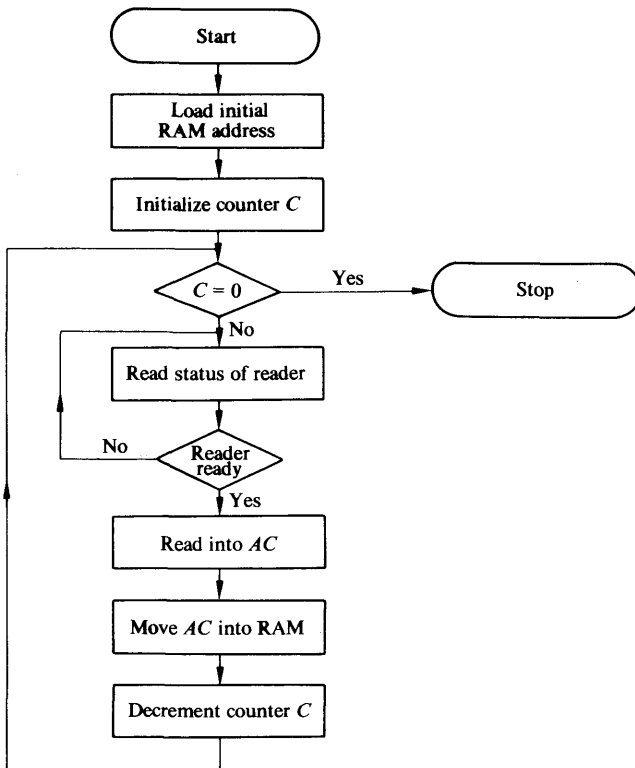 Start
Load initial
RAM address
Initialize counter C
C = 0
Yes
Stop
No
Read status of reader
No
Reader
ready
Yes
Read into AC
Move AC into RAM
Decrement counter C